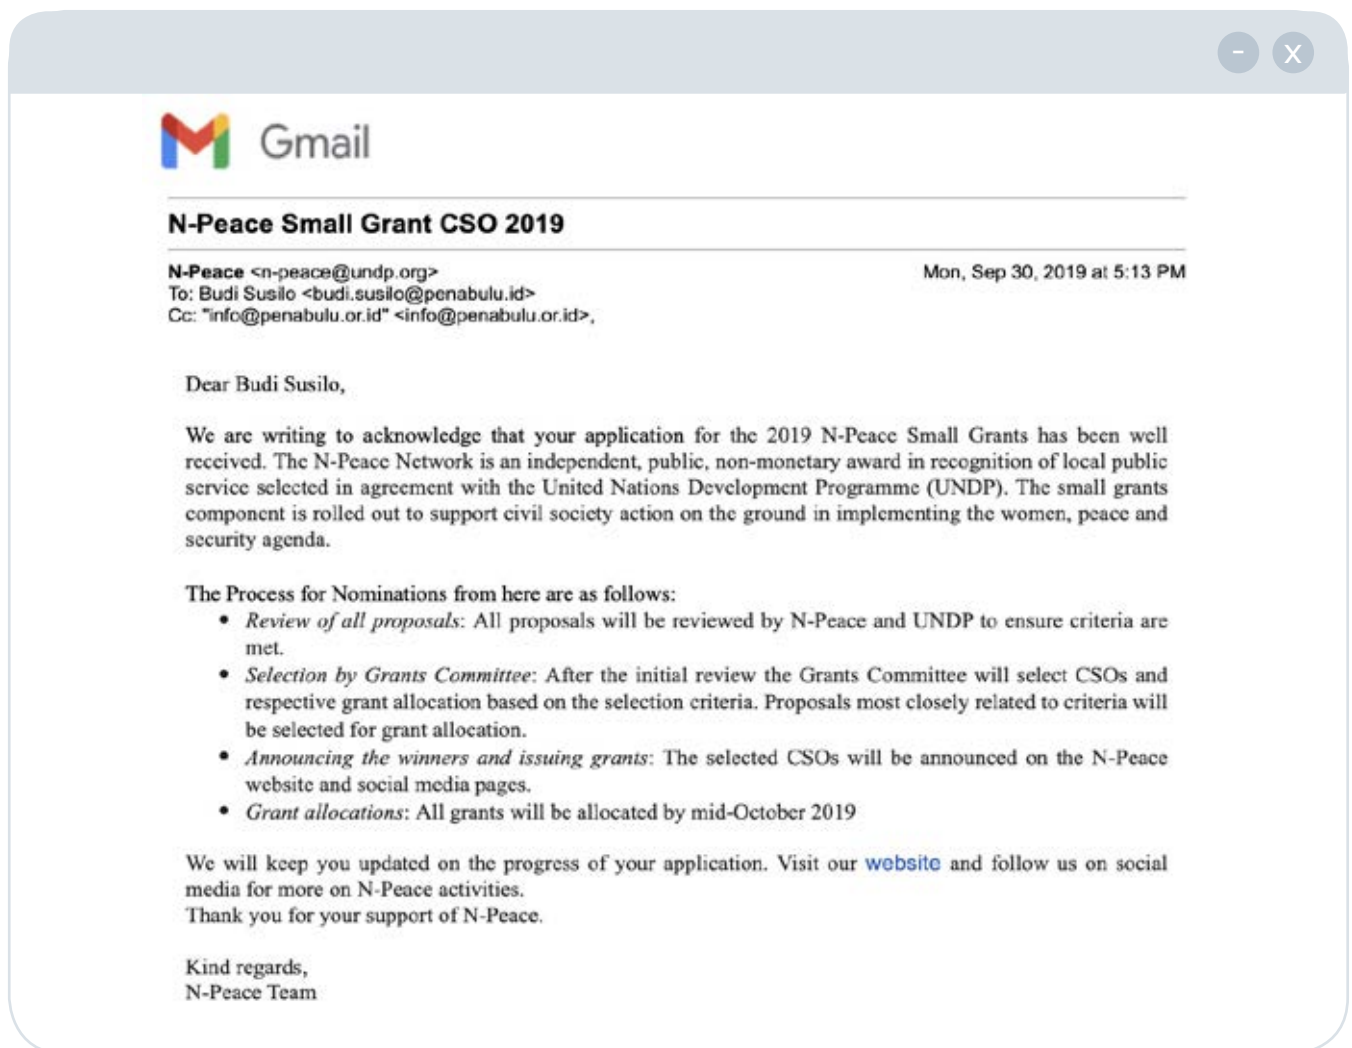 - X
Gmail
N-Peace Small Grant CSO 2019
N-Peace <n-peace@undp.org> Mon, Sep 30, 2019 at 5:13 PM
To: Budi Susilo <budi.susilo@penabulu.id>
Cc: "info@penabulu.or.id" <info@penabulu.or.id>,
Dear Budi Susilo,
We are writing to acknowledge that your application for the 2019 N-Peace Small Grants has been well
received. The N-Peace Network is an independent, public, non-monetary award in recognition of local public
service selected in agreement with the United Nations Development Programme (UNDP). The small grants
component is rolled out to support civil society action on the ground in implementing the women, peace and
security agenda.
The Process for Nominations from here are as follows:
• Review of all proposals: All proposals will be reviewed by N-Peace and UNDP to ensure criteria are
met.
• Selection by Grants Committee: After the initial review the Grants Committee will select CSOs and
respective grant allocation based on the selection criteria. Proposals most closely related to criteria will
be selected for grant allocation.
• Announcing the winners and issuing grants: The selected CSOs will be announced on the N-Peace
website and social media pages.
• Grant allocations: All grants will be allocated by mid-October 2019
We will keep you updated on the progress of your application. Visit our website and follow us on social
media for more on N-Peace activities.
Thank you for your support of N-Peace.
Kind regards,
N-Peace Team